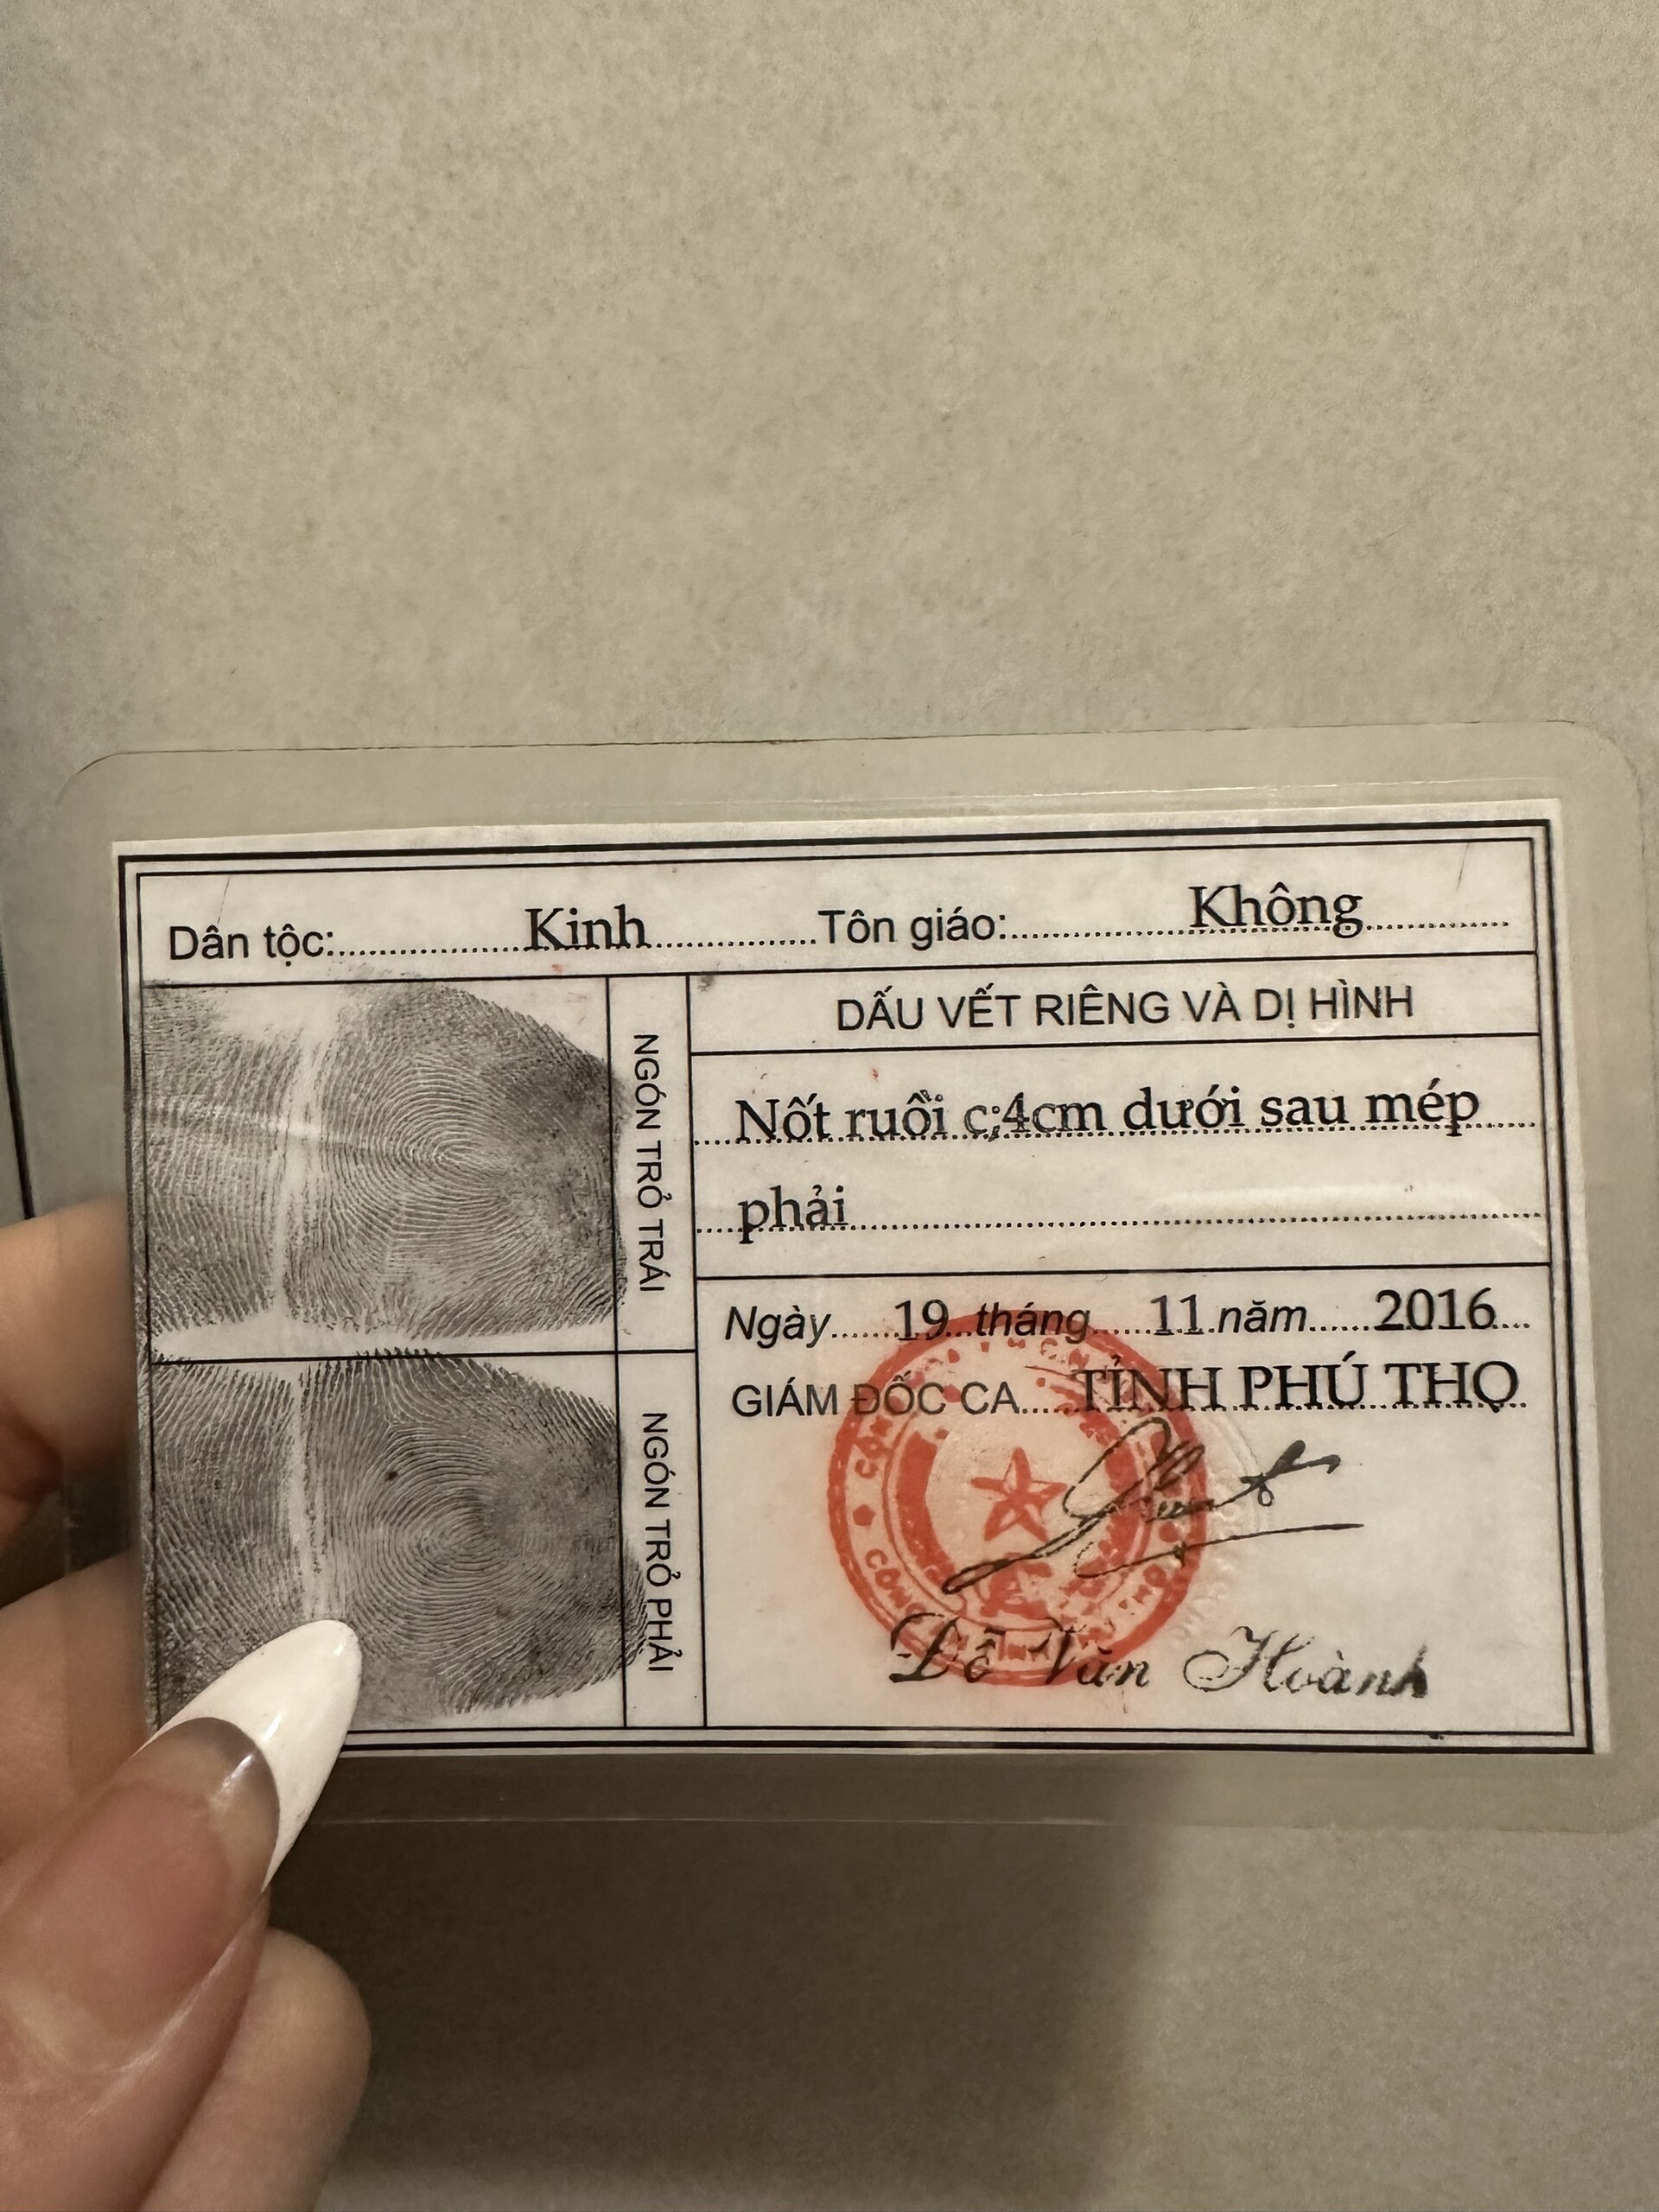 Dân tộc: Kinh Tôn giáo: Không
NGÓN TRỎ TRÁI
NGÓN TRỎ PHẢI
DẤU VẾT RIÊNG VÀ DỊ HÌNH
Nốt ruồi c;4cm dưới sau mép
phải
Ngày 19 tháng 11 năm 2016
GIÁM ĐỐC CA TỈNH PHÚ THỌ
Đỗ Văn Hoành